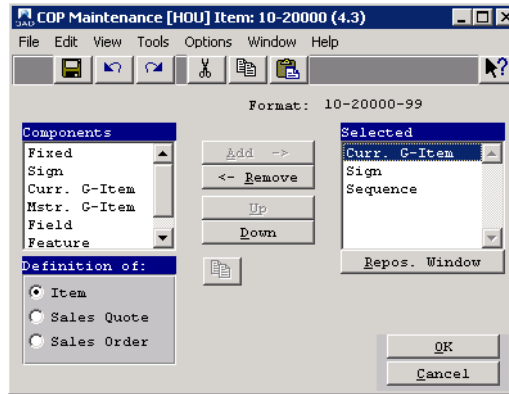 COP Maintenance [HOU] Item: 10-20000 (4.3)
File Edit View Tools Options Window Help
Format: 10-20000-99
Components
Fixed
Sign
Curr. G-Item
Mstr. G-Item
Field
Feature
Add ->
<- Remove
Up
Down
Selected
Curr. G-Item
Sign
Sequence
Repos. Window
Definition of:
Item
Sales Quote
Sales Order
OK
Cancel